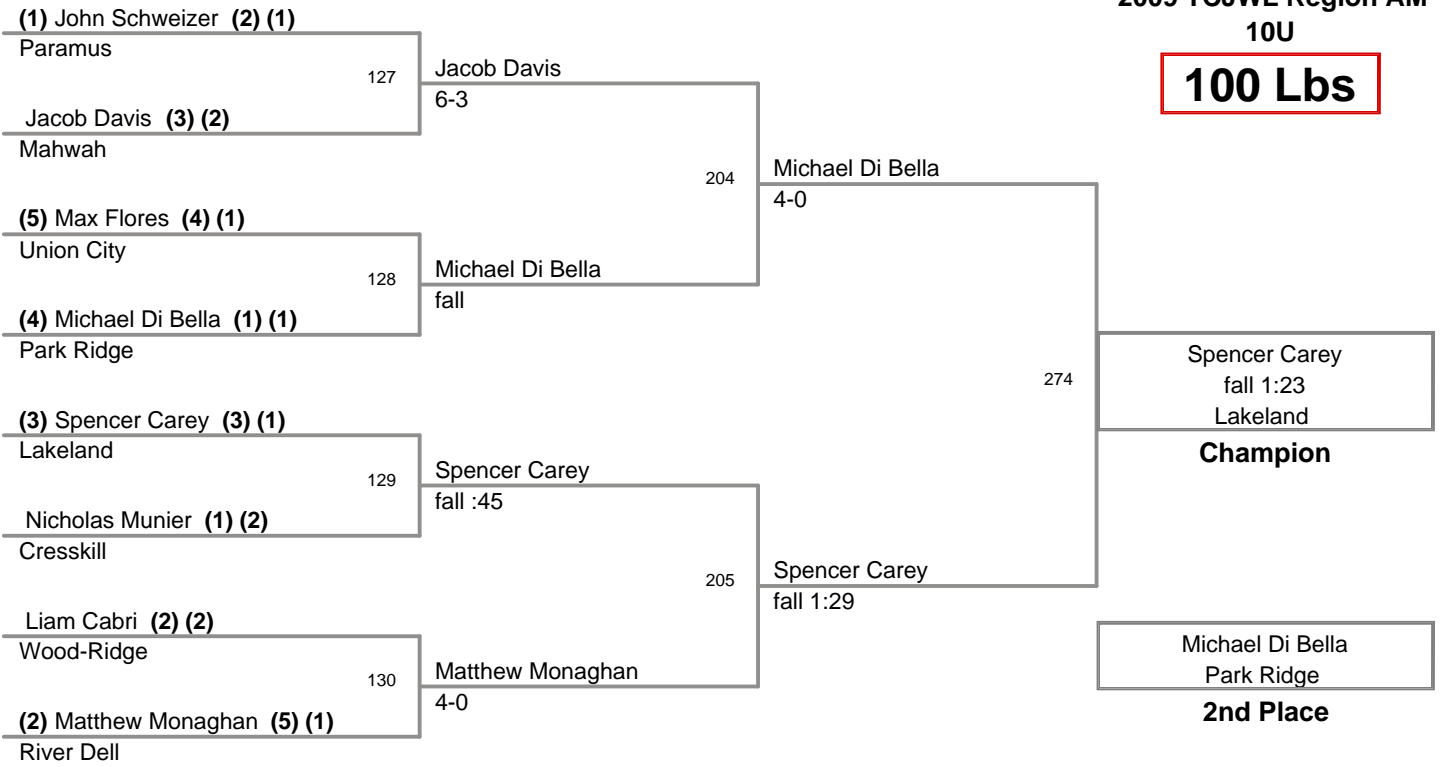 2009 TCJWL Region AM
10U
100 Lbs
(1) John Schweizer (2) (1)
Paramus
127
Jacob Davis (3) (2)
Mahwah
Jacob Davis
6-3
(5) Max Flores (4) (1)
Union City
128
(4) Michael Di Bella (1) (1)
Park Ridge
Michael Di Bella
fall
204
Michael Di Bella
4-0
(3) Spencer Carey (3) (1)
Lakeland
129
Nicholas Munier (1) (2)
Cresskill
Spencer Carey
fall :45
Liam Cabri (2) (2)
Wood-Ridge
130
(2) Matthew Monaghan (5) (1)
River Dell
Matthew Monaghan
4-0
205
Spencer Carey
fall 1:29
274
Spencer Carey
fall 1:23
Lakeland
Champion
Michael Di Bella
Park Ridge
2nd Place